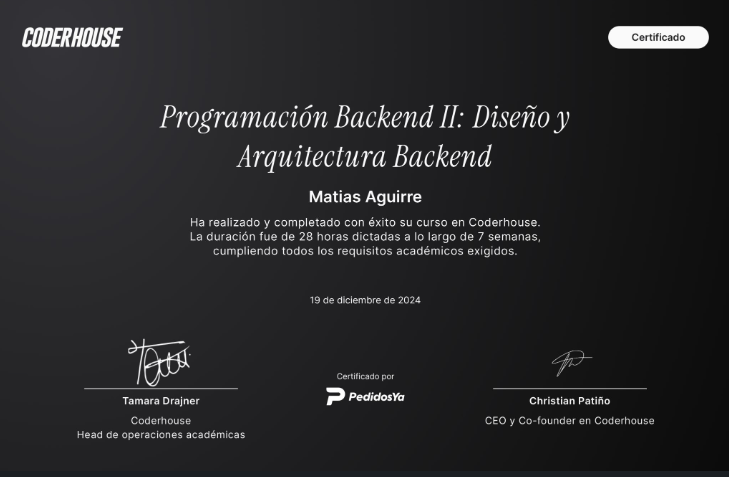 CODERHOUSE
Certificado
Programación Backend II: Diseño y
Arquitectura Backend
Matias Aguirre
Ha realizado y completado con éxito su curso en Coderhouse.
La duración fue de 28 horas dictadas a lo largo de 7 semanas,
cumpliendo todos los requisitos académicos exigidos.
19 de diciembre de 2024
Certificado por
PedidosYa
Tamara Drajner
Coderhouse
Head de operaciones académicas
Christian Patiño
CEO y Co-founder en Coderhouse